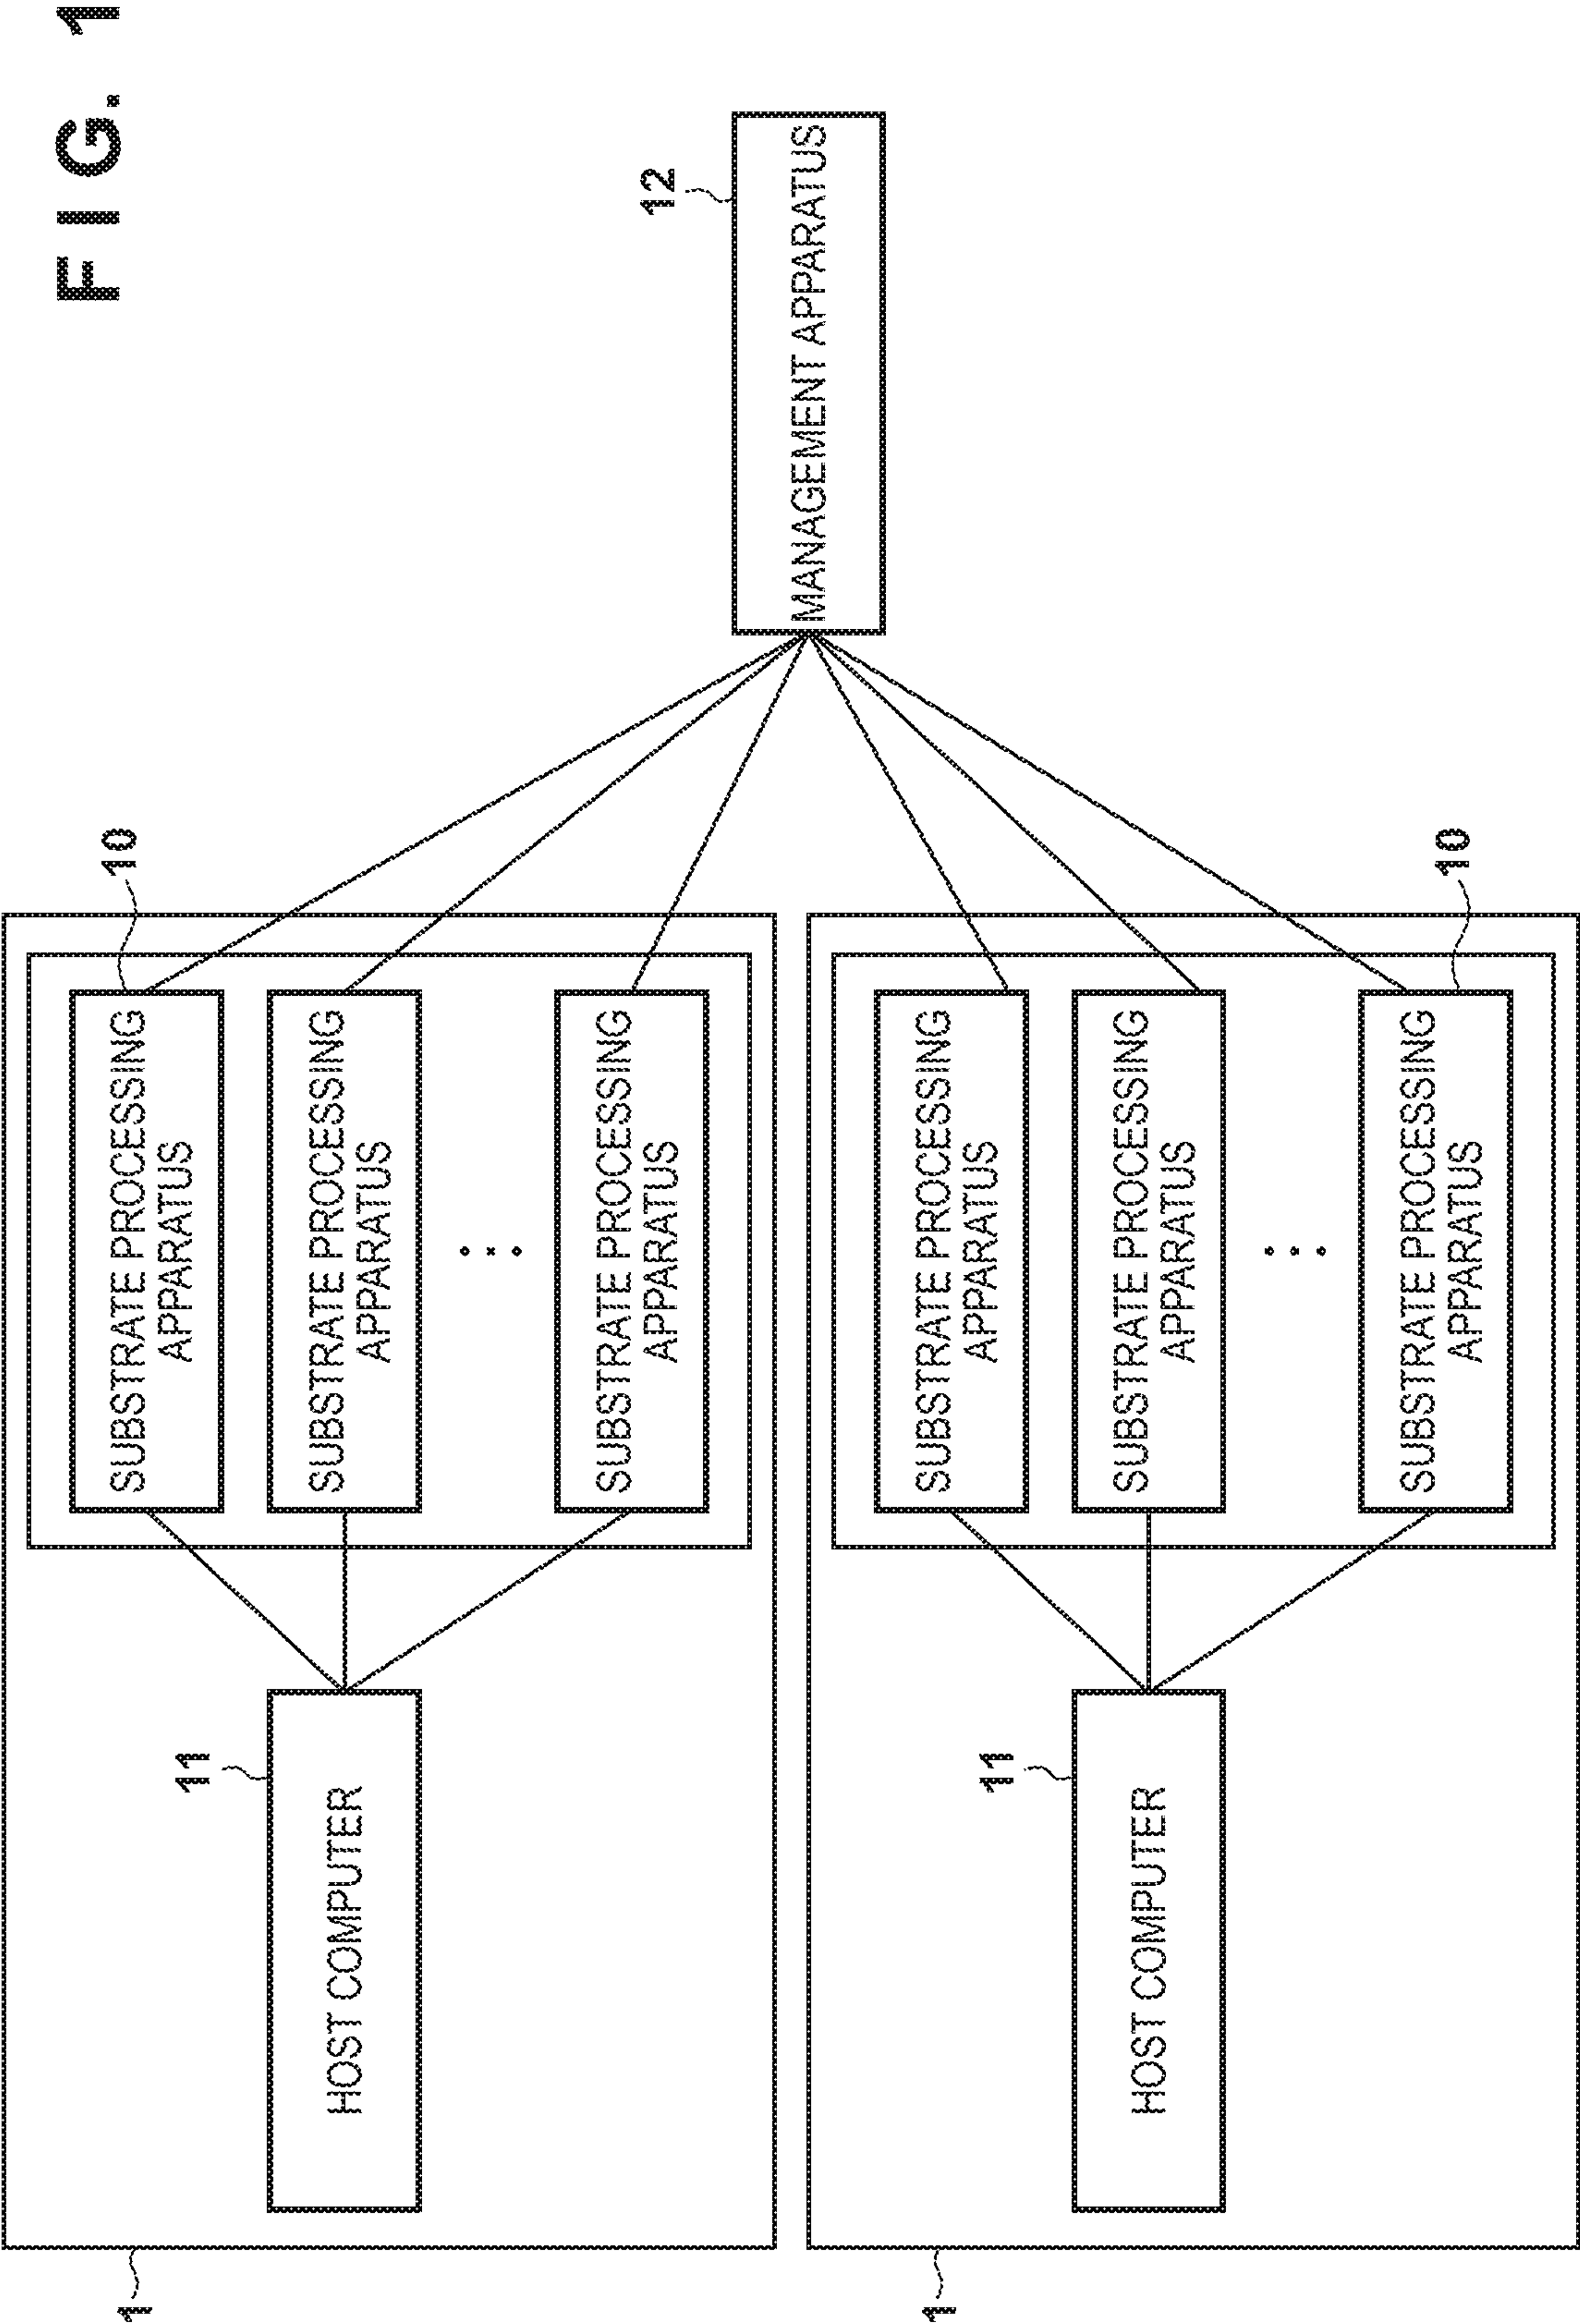 FIG. 1
1
HOST COMPUTER
11
SUBSTRATE PROCESSING
APPARATUS
10
SUBSTRATE PROCESSING
APPARATUS
SUBSTRATE PROCESSING
APPARATUS
MANAGEMENT APPARATUS
12
1
HOST COMPUTER
11
SUBSTRATE PROCESSING
APPARATUS
SUBSTRATE PROCESSING
APPARATUS
SUBSTRATE PROCESSING
APPARATUS
10